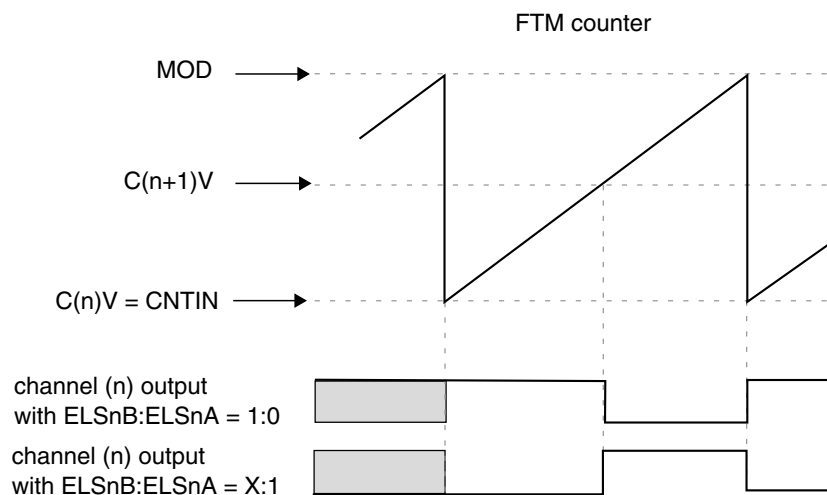 FTM counter
MOD
C(n+1)V
C(n)V = CNTIN
channel (n) output
with ELSnB:ELSnA = 1:0
channel (n) output
with ELSnB:ELSnA = X:1